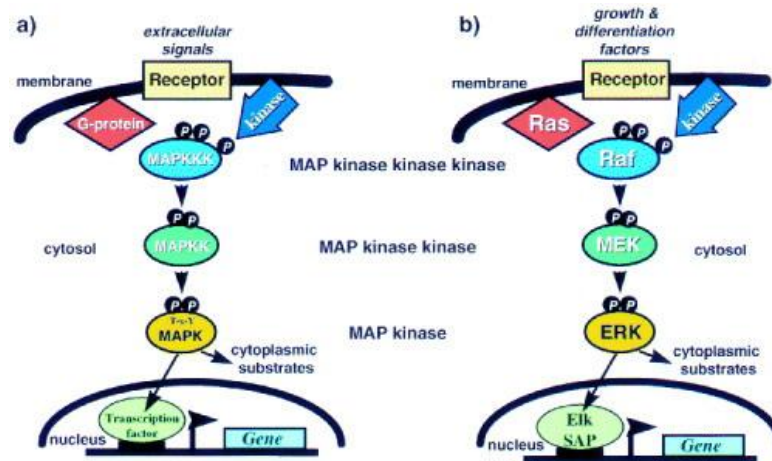 a)
extracellular
signals
membrane
Receptor
G-protein
kinase
P P P
MAPKKK
MAP kinase kinase kinase
P P
MAPKK
cytosol
MAP kinase kinase
P P
T-x-Y
MAPK
MAP kinase
cytoplasmic
substrates
Transcription
factor
nucleus
Gene
b)
growth &
differentiation
factors
membrane
Receptor
Ras
kinase
P P P
Raf
P P
MEK
cytosol
P P
ERK
cytoplasmic
substrates
Elk
SAP
nucleus
Gene